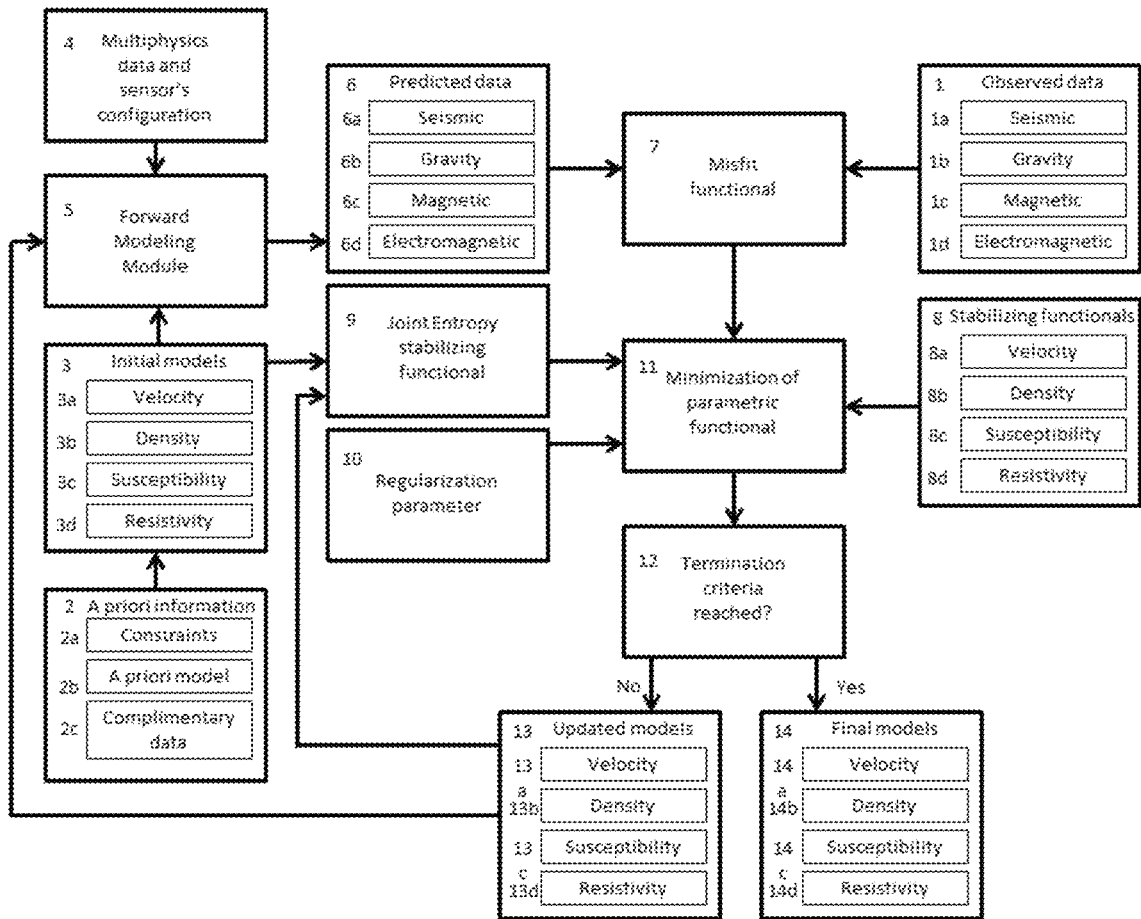 4
Multiphysics
data and
sensor's
configuration
5
Forward
Modeling
Module
3 Initial models
3a Velocity
3b Density
3c Susceptibility
3d Resistivity
2 A priori information
2a Constraints
2b A priori model
2c Complimentary
data
6 Predicted data
6a Seismic
6b Gravity
6c Magnetic
6d Electromagnetic
9
Joint Entropy
stabilizing
functional
10
Regularization
parameter
7
Misfit
functional
11
Minimization of
parametric
functional
12
Termination
criteria
reached?
No
Yes
1 Observed data
1a Seismic
1b Gravity
1c Magnetic
1d Electromagnetic
8 Stabilizing functionals
8a Velocity
8b Density
8c Susceptibility
8d Resistivity
13 Updated models
13 Velocity
a
13b Density
13 Susceptibility
c
13d Resistivity
14 Final models
14 Velocity
a
14b Density
14 Susceptibility
c
14d Resistivity